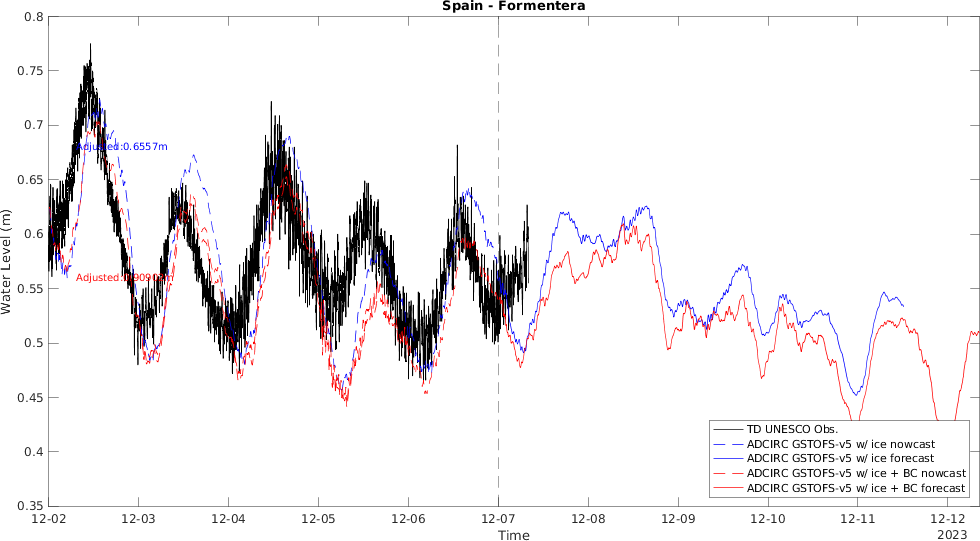 Spain - Formentera
0.8
0.75
0.7
0.65
0.6
0.55
0.5
0.45
0.4
0.35
Water Level (m)
Adjusted:0.6557m
12-02
12-03
12-04
12-05
12-06
12-07
12-08
12-09
12-10
12-11
12-12
2023
Time
TD UNESCO Obs.
ADCIRC GSTOFS-v5 w/ ice nowcast
ADCIRC GSTOFS-v5 w/ ice forecast
ADCIRC GSTOFS-v5 w/ ice + BC nowcast
ADCIRC GSTOFS-v5 w/ ice + BC forecast